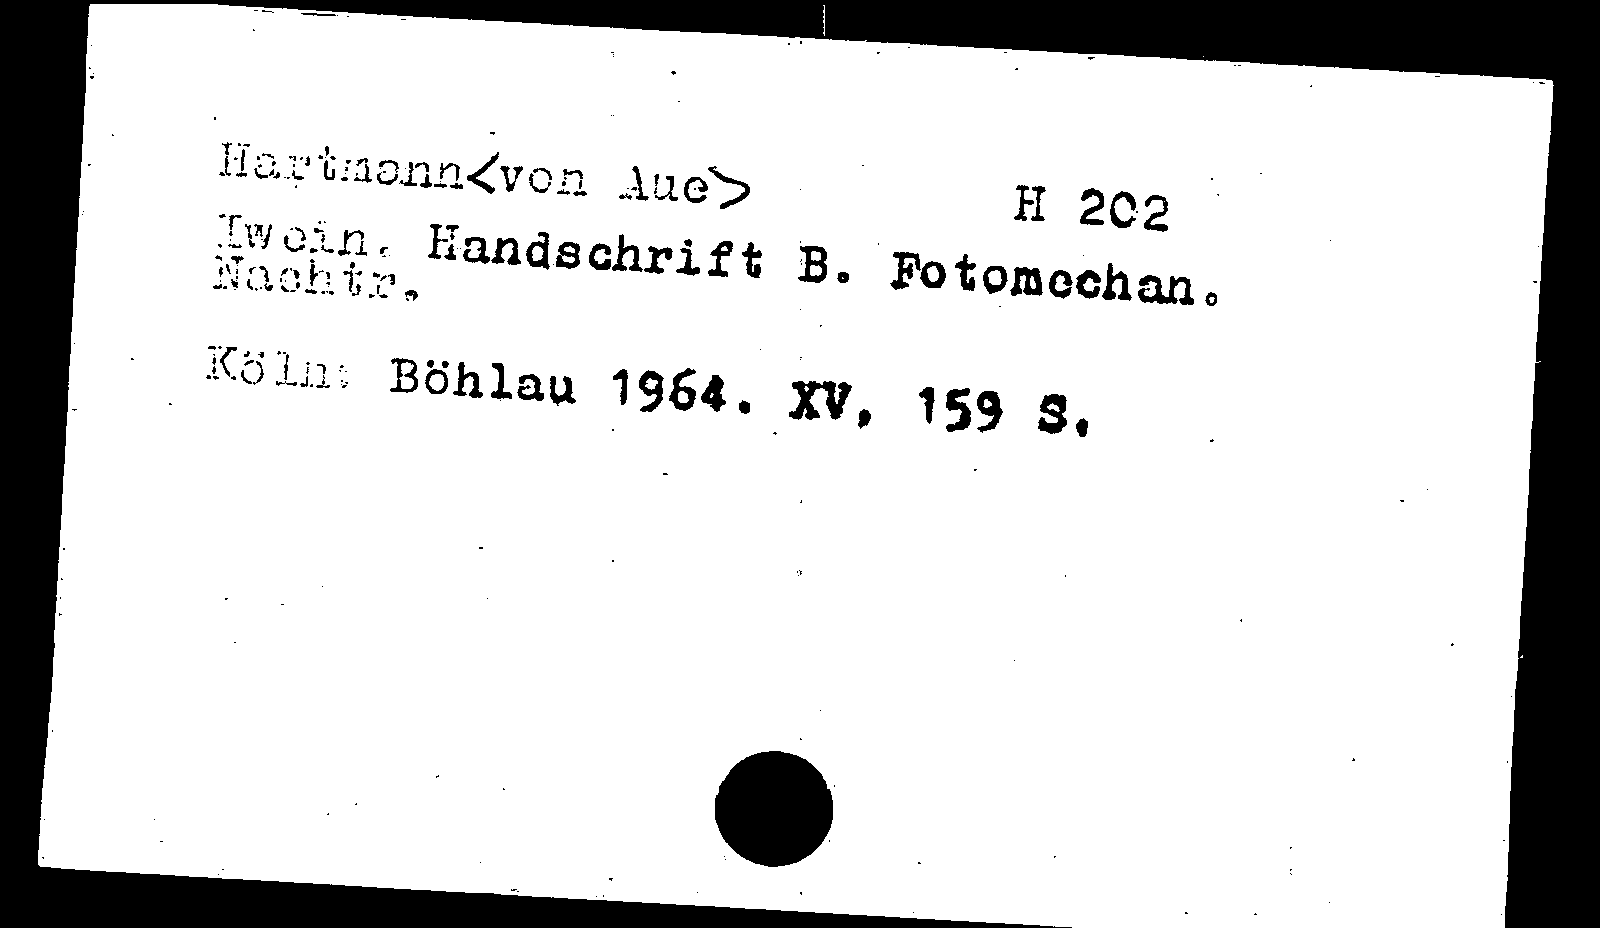 Hartmann<von Aue> H 202
Iwein. Handschrift B. Fotomechan.
Nachtr.
Köln: Böhlau 1964. XV, 159 S.